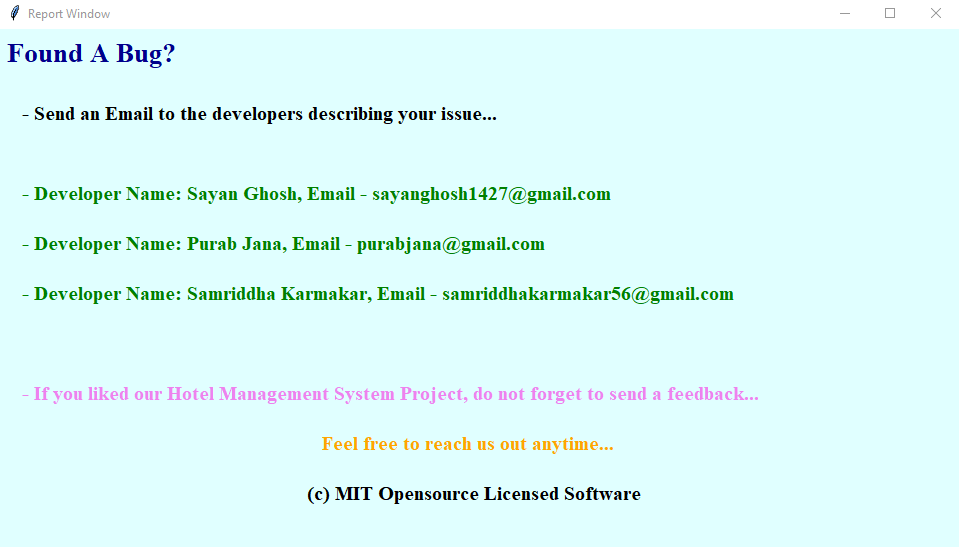 Report Window
Found A Bug?
- Send an Email to the developers describing your issue...
- Developer Name: Sayan Ghosh, Email - sayanghosh1427@gmail.com
- Developer Name: Purab Jana, Email - purabjana@gmail.com
- Developer Name: Samriddha Karmakar, Email - samriddhakarmakar56@gmail.com
- If you liked our Hotel Management System Project, do not forget to send a feedback...
Feel free to reach us out anytime...
(c) MIT Opensource Licensed Software